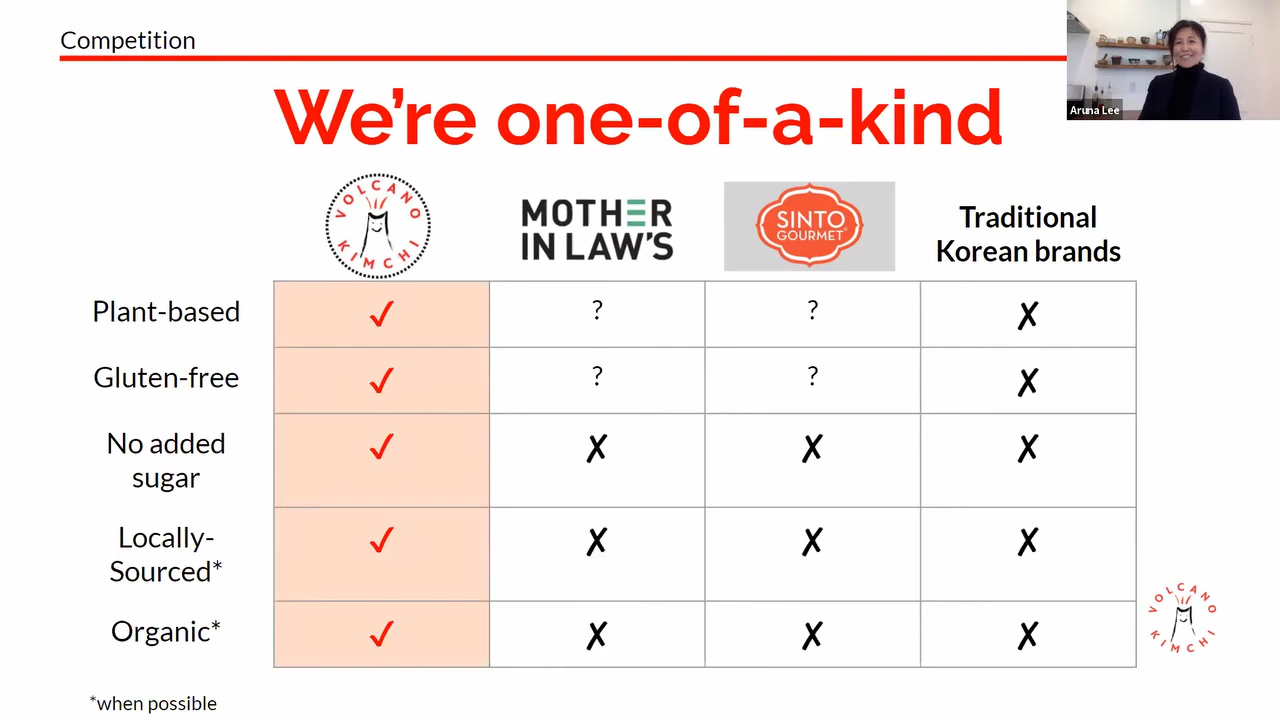 Competition
Aruna Lee
We're one-of-a-kind
VOLCANO KIMCHI
MOTHER
IN LAW'S
SINTO
GOURMET®
Traditional
Korean brands
Plant-based ✓ ? ? ✗
Gluten-free ✓ ? ? ✗
No added
sugar ✓ ✗ ✗ ✗
Locally-
Sourced* ✓ ✗ ✗ ✗
Organic* ✓ ✗ ✗ ✗
VOLCANO KIMCHI
*when possible